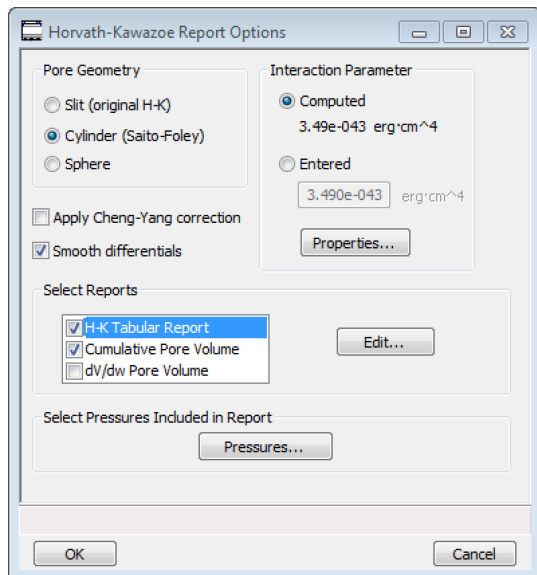 Horvath-Kawazoe Report Options
Pore Geometry
Slit (original H-K)
Cylinder (Saito-Foley)
Sphere
Interaction Parameter
Computed
3.49e-043 erg·cm^4
Entered
3.490e-043 erg·cm^4
Properties...
Apply Cheng-Yang correction
Smooth differentials
Select Reports
H-K Tabular Report
Cumulative Pore Volume
dV/dw Pore Volume
Edit...
Select Pressures Included in Report
Pressures...
OK
Cancel